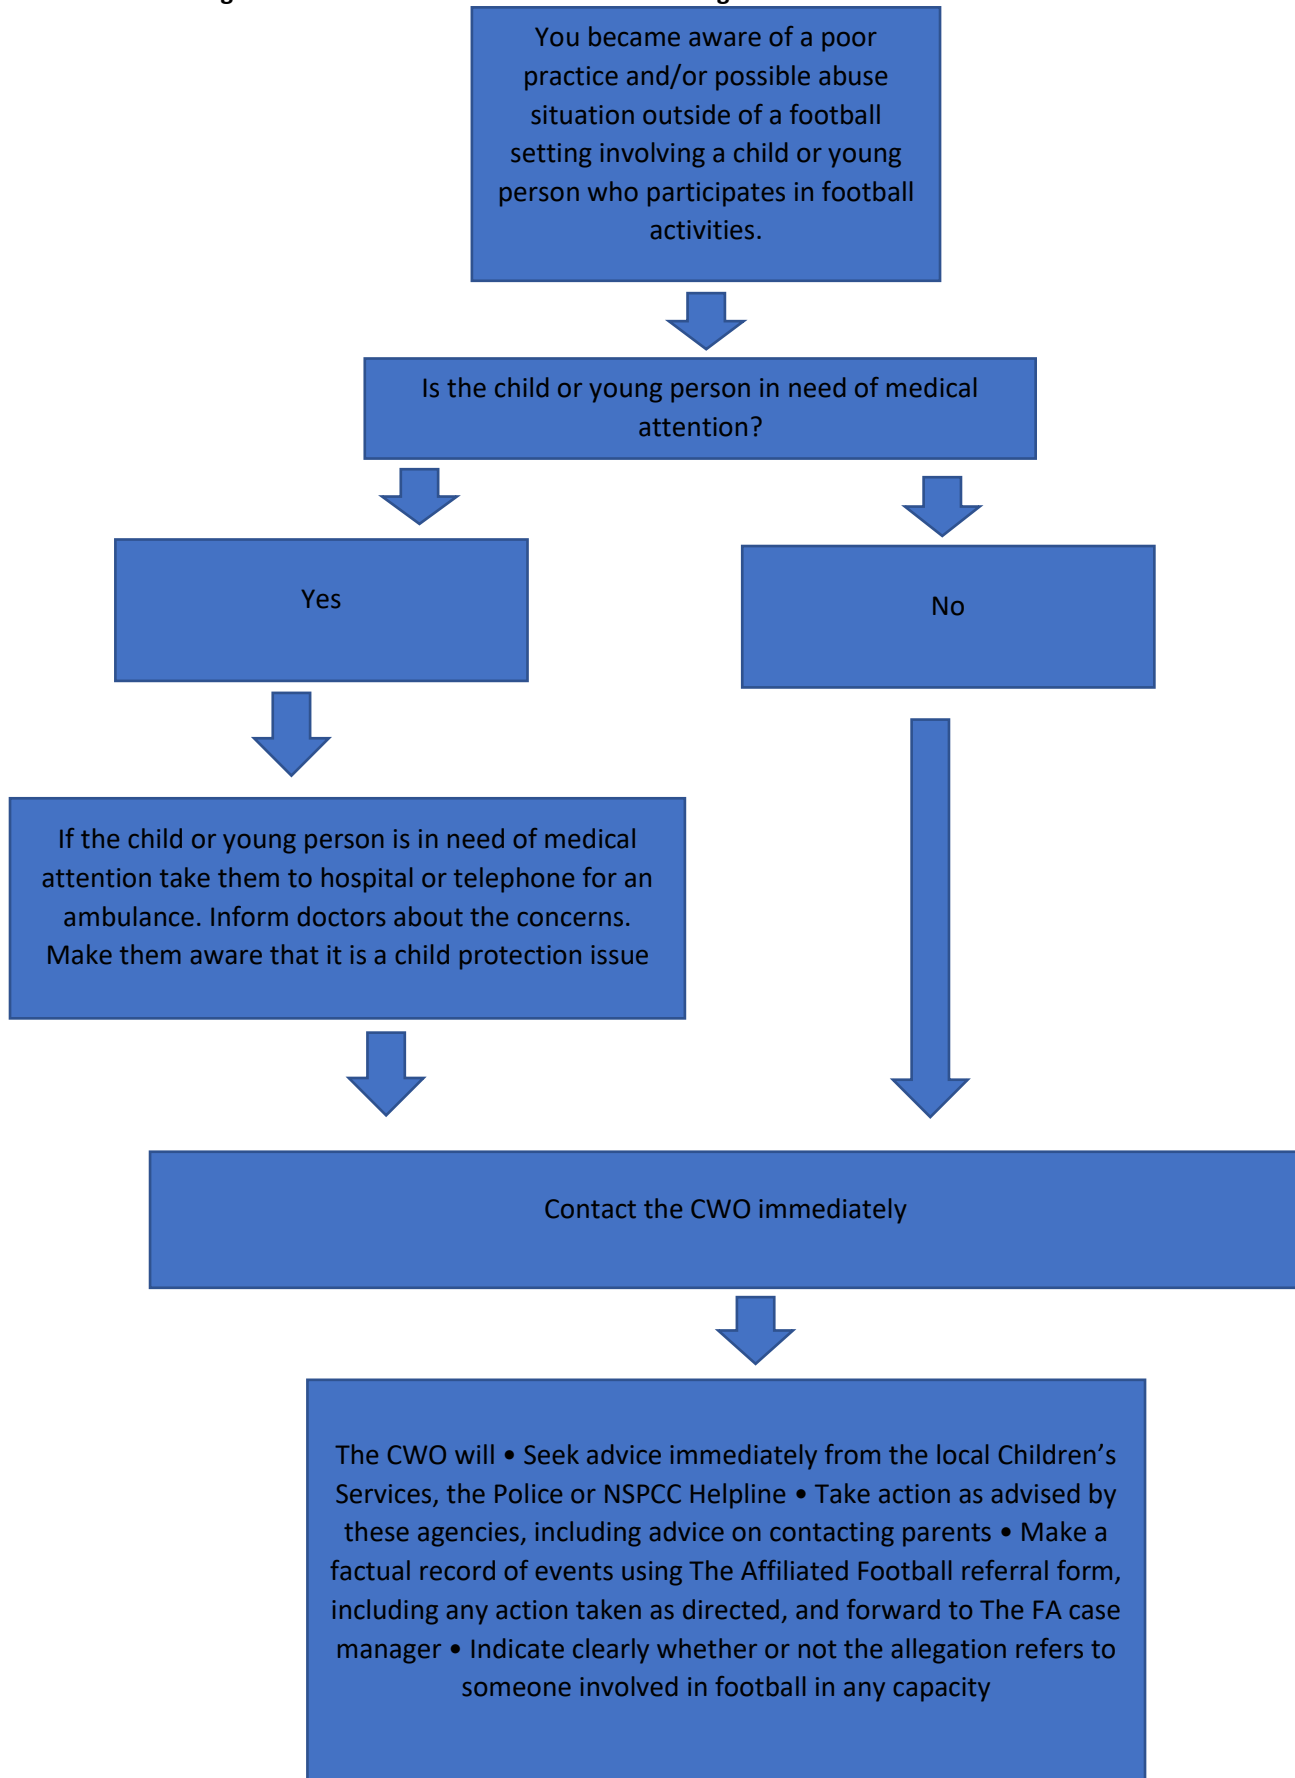 You became aware of a poor
practice and/or possible abuse
situation outside of a football
setting involving a child or young
person who participates in football
activities.
Is the child or young person in need of medical
attention?
Yes
No
If the child or young person is in need of medical
attention take them to hospital or telephone for an
ambulance. Inform doctors about the concerns.
Make them aware that it is a child protection issue
Contact the CWO immediately
The CWO will • Seek advice immediately from the local Children’s
Services, the Police or NSPCC Helpline • Take action as advised by
these agencies, including advice on contacting parents • Make a
factual record of events using The Affiliated Football referral form,
including any action taken as directed, and forward to The FA case
manager • Indicate clearly whether or not the allegation refers to
someone involved in football in any capacity